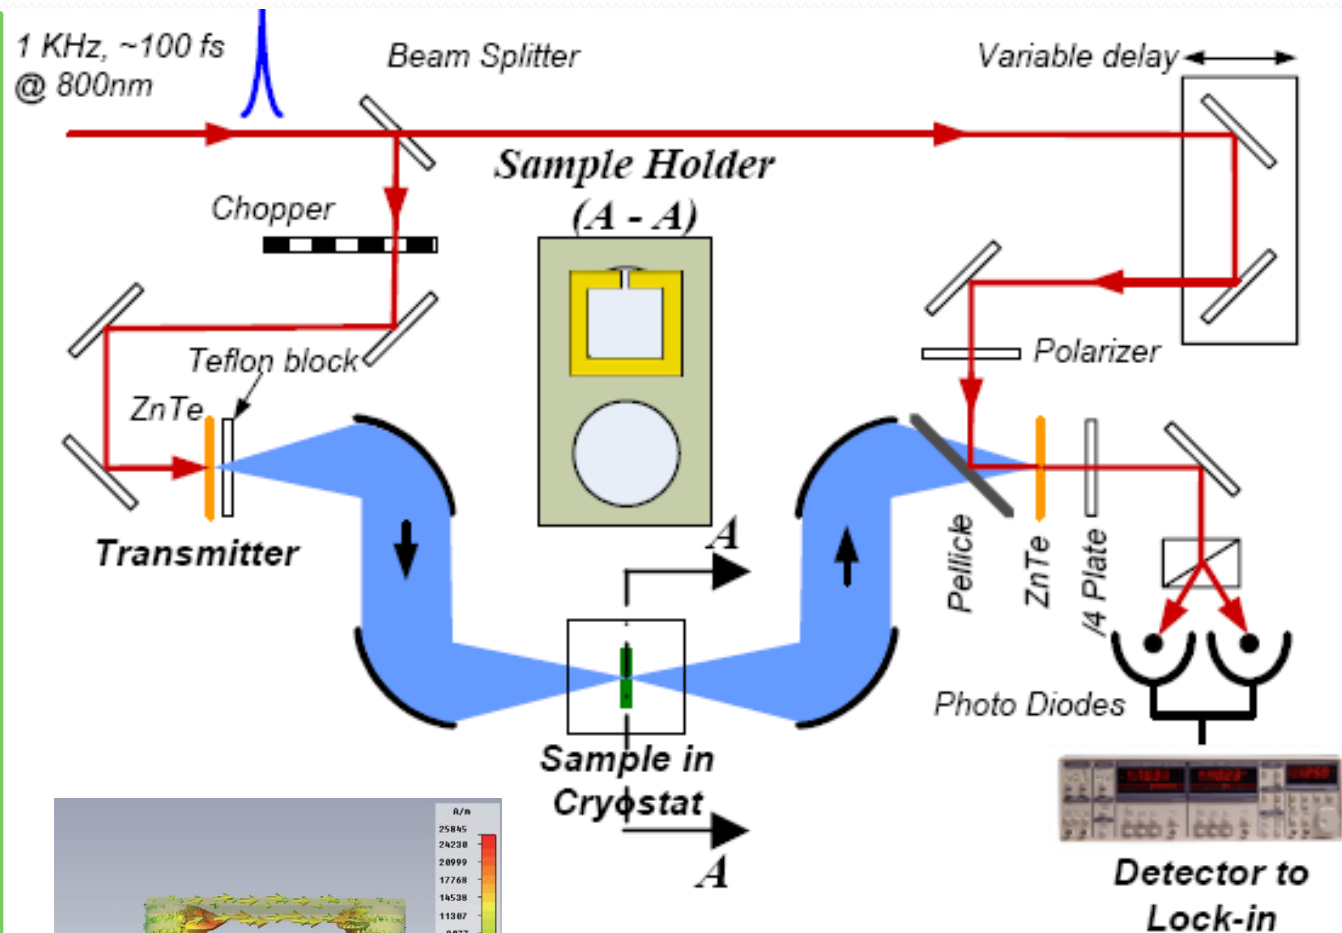 1 KHz, ~100 fs
@ 800nm
Beam Splitter
Variable delay
Sample Holder
(A - A)
Chopper
Polarizer
Teflon block
ZnTe
Transmitter
A
Pellicle
ZnTe
/4 Plate
Photo Diodes
Sample in
Cryostat
A
Detector to
Lock-in
A/m
25845
24230
20999
17768
14538
11307